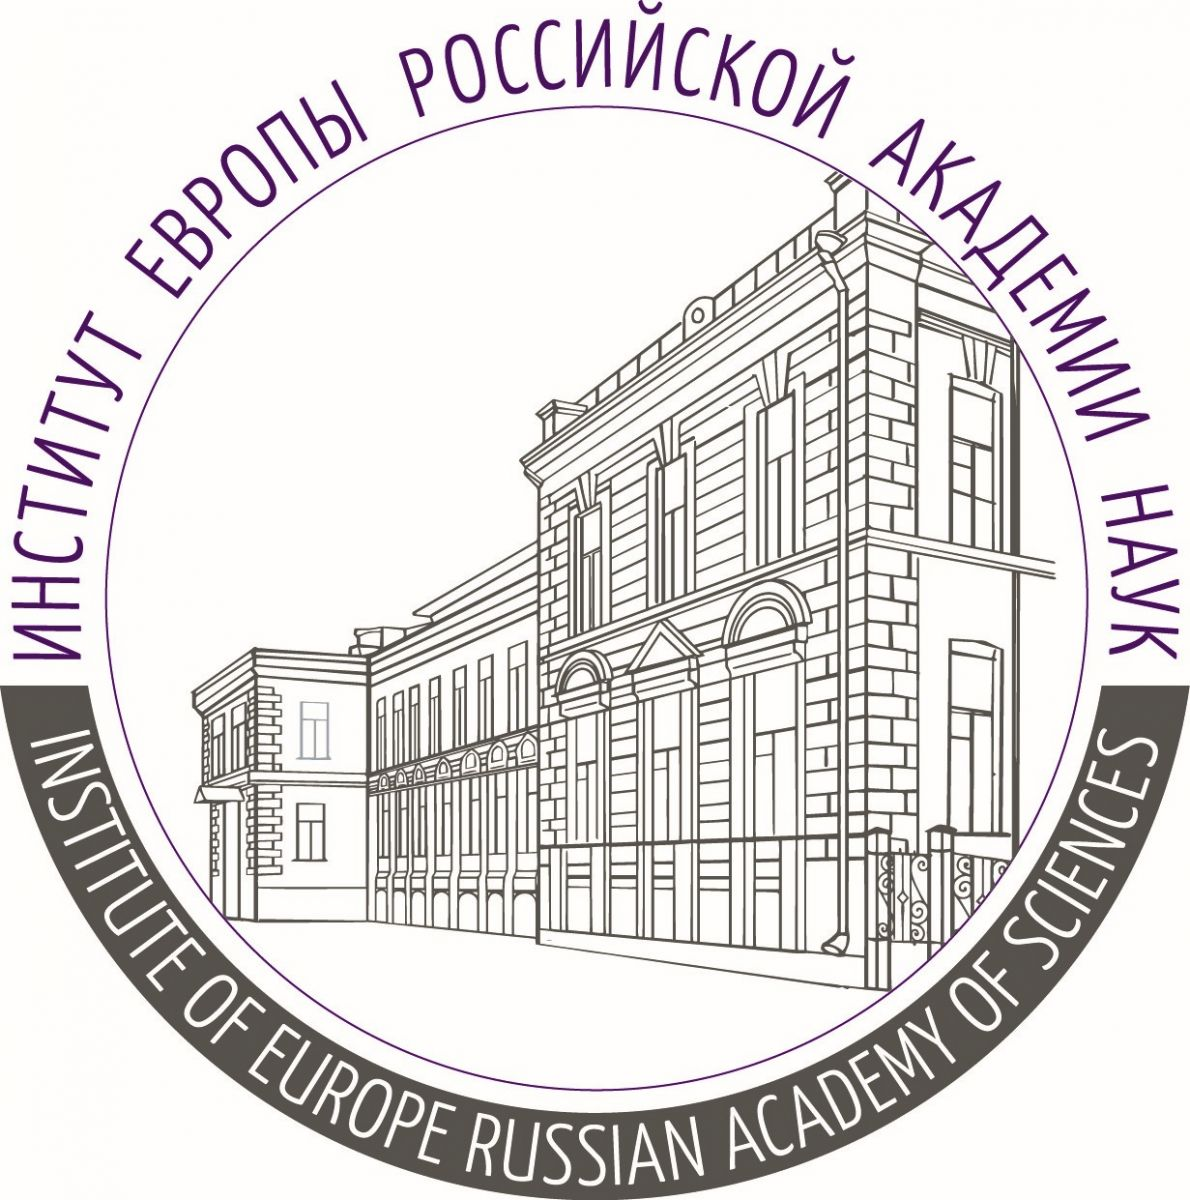 ИНСТИТУТ ЕВРОПЫ РОССИЙСКОЙ АКАДЕМИИ НАУК
INSTITUTE OF EUROPE RUSSIAN ACADEMY OF SCIENCES